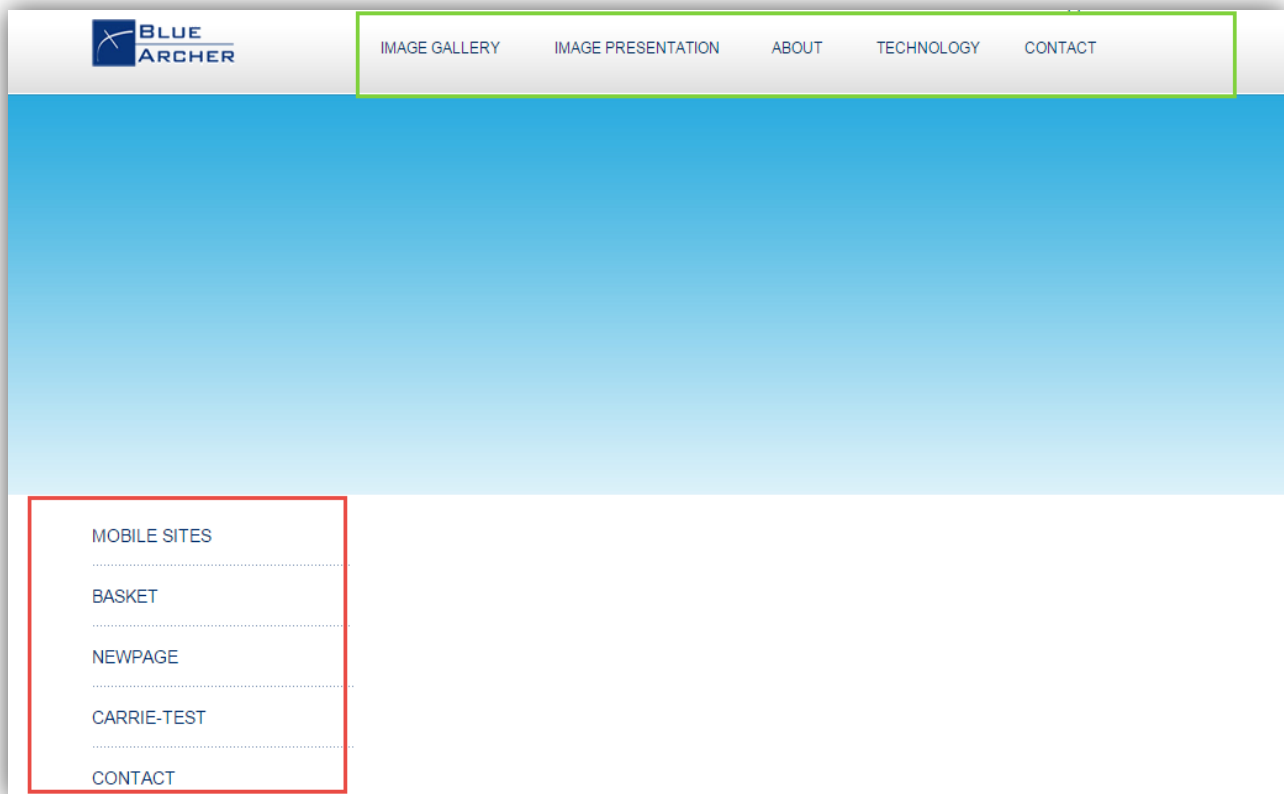 BLUE
ARCHER
IMAGE GALLERY IMAGE PRESENTATION ABOUT TECHNOLOGY CONTACT
MOBILE SITES
BASKET
NEWPAGE
CARRIE-TEST
CONTACT